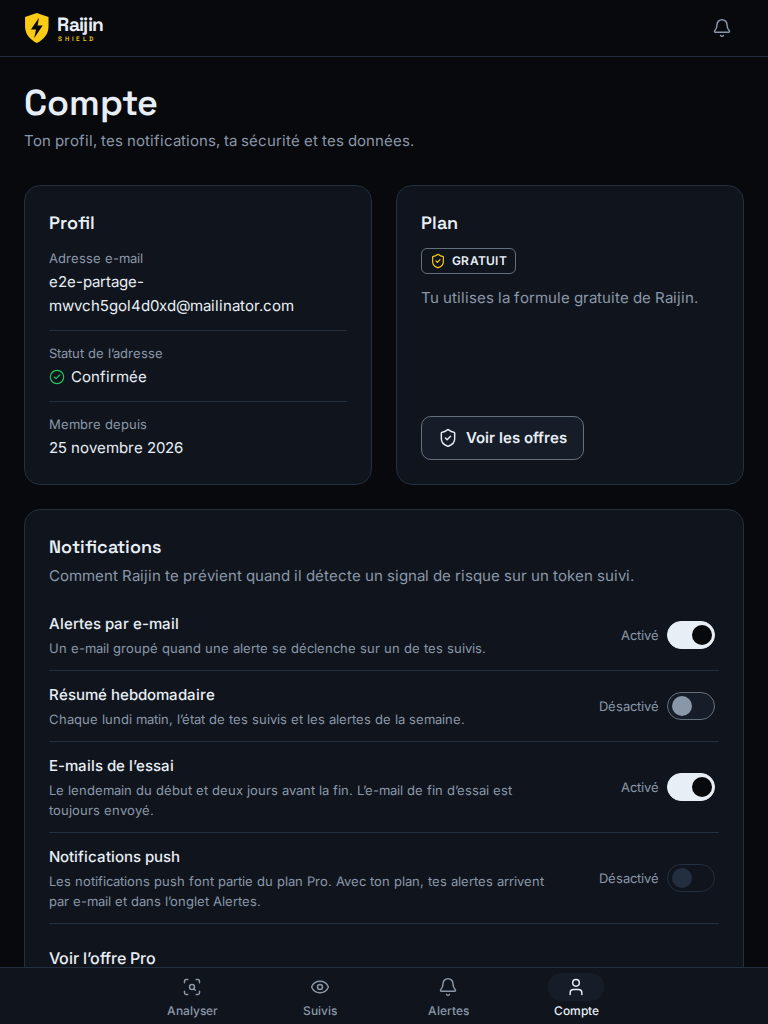 Raijin
SHIELD
Compte
Ton profil, tes notifications, ta sécurité et tes données.
Profil
Adresse e-mail
e2e-partage-
mwvch5gol4d0xd@mailinator.com
Statut de l’adresse
Confirmée
Membre depuis
25 novembre 2026
Plan
GRATUIT
Tu utilises la formule gratuite de Raijin.
Voir les offres
Notifications
Comment Raijin te prévient quand il détecte un signal de risque sur un token suivi.
Alertes par e-mail
Un e-mail groupé quand une alerte se déclenche sur un de tes suivis.
Activé
Résumé hebdomadaire
Chaque lundi matin, l’état de tes suivis et les alertes de la semaine.
Désactivé
E-mails de l’essai
Le lendemain du début et deux jours avant la fin. L’e-mail de fin d’essai est
toujours envoyé.
Activé
Notifications push
Les notifications push font partie du plan Pro. Avec ton plan, tes alertes arrivent
par e-mail et dans l’onglet Alertes.
Désactivé
Voir l’offre Pro
Analyser
Suivis
Alertes
Compte